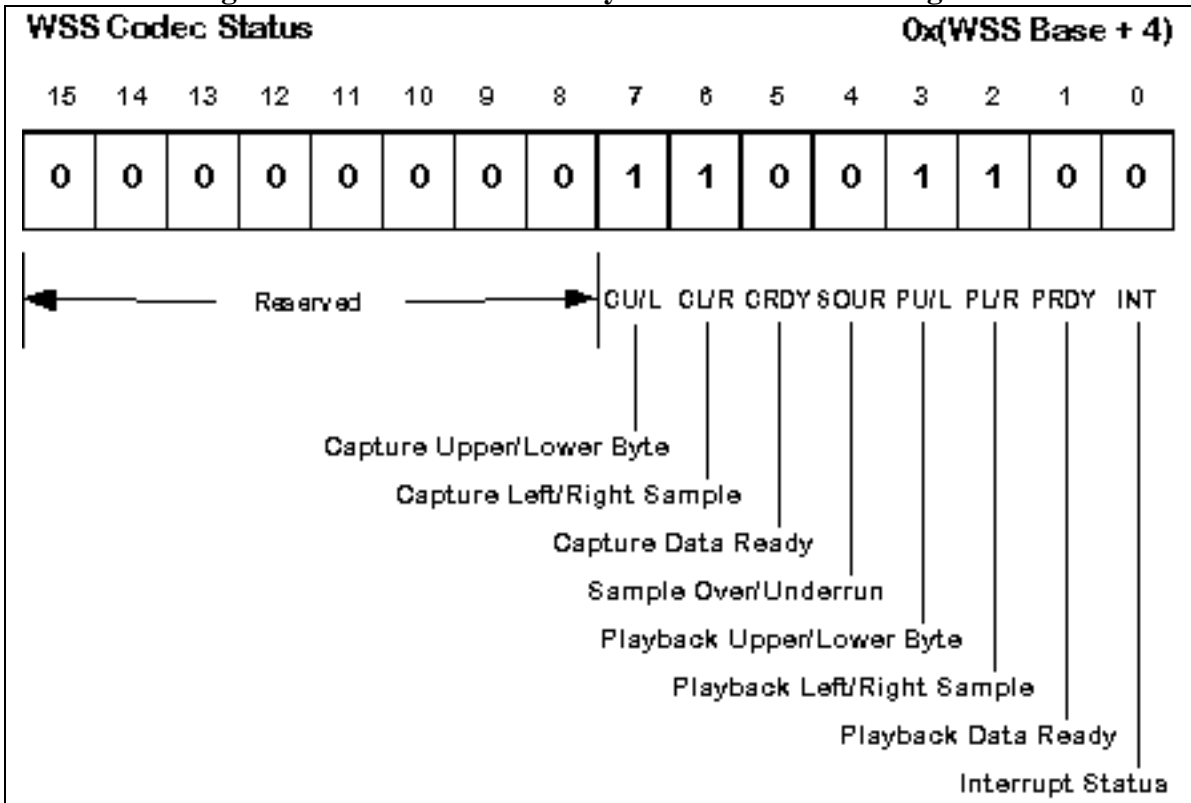 WSS Codec Status 0x(WSS Base + 4)
15 14 13 12 11 10 9 8 7 6 5 4 3 2 1 0
0 0 0 0 0 0 0 0 1 1 0 0 1 1 0 0
Reserved CU/L CL/R CRDY SOUR PU/L PL/R PRDY INT
Capture Upper/Lower Byte
Capture Left/Right Sample
Capture Data Ready
Sample Over/Underrun
Playback Upper/Lower Byte
Playback Left/Right Sample
Playback Data Ready
Interrupt Status